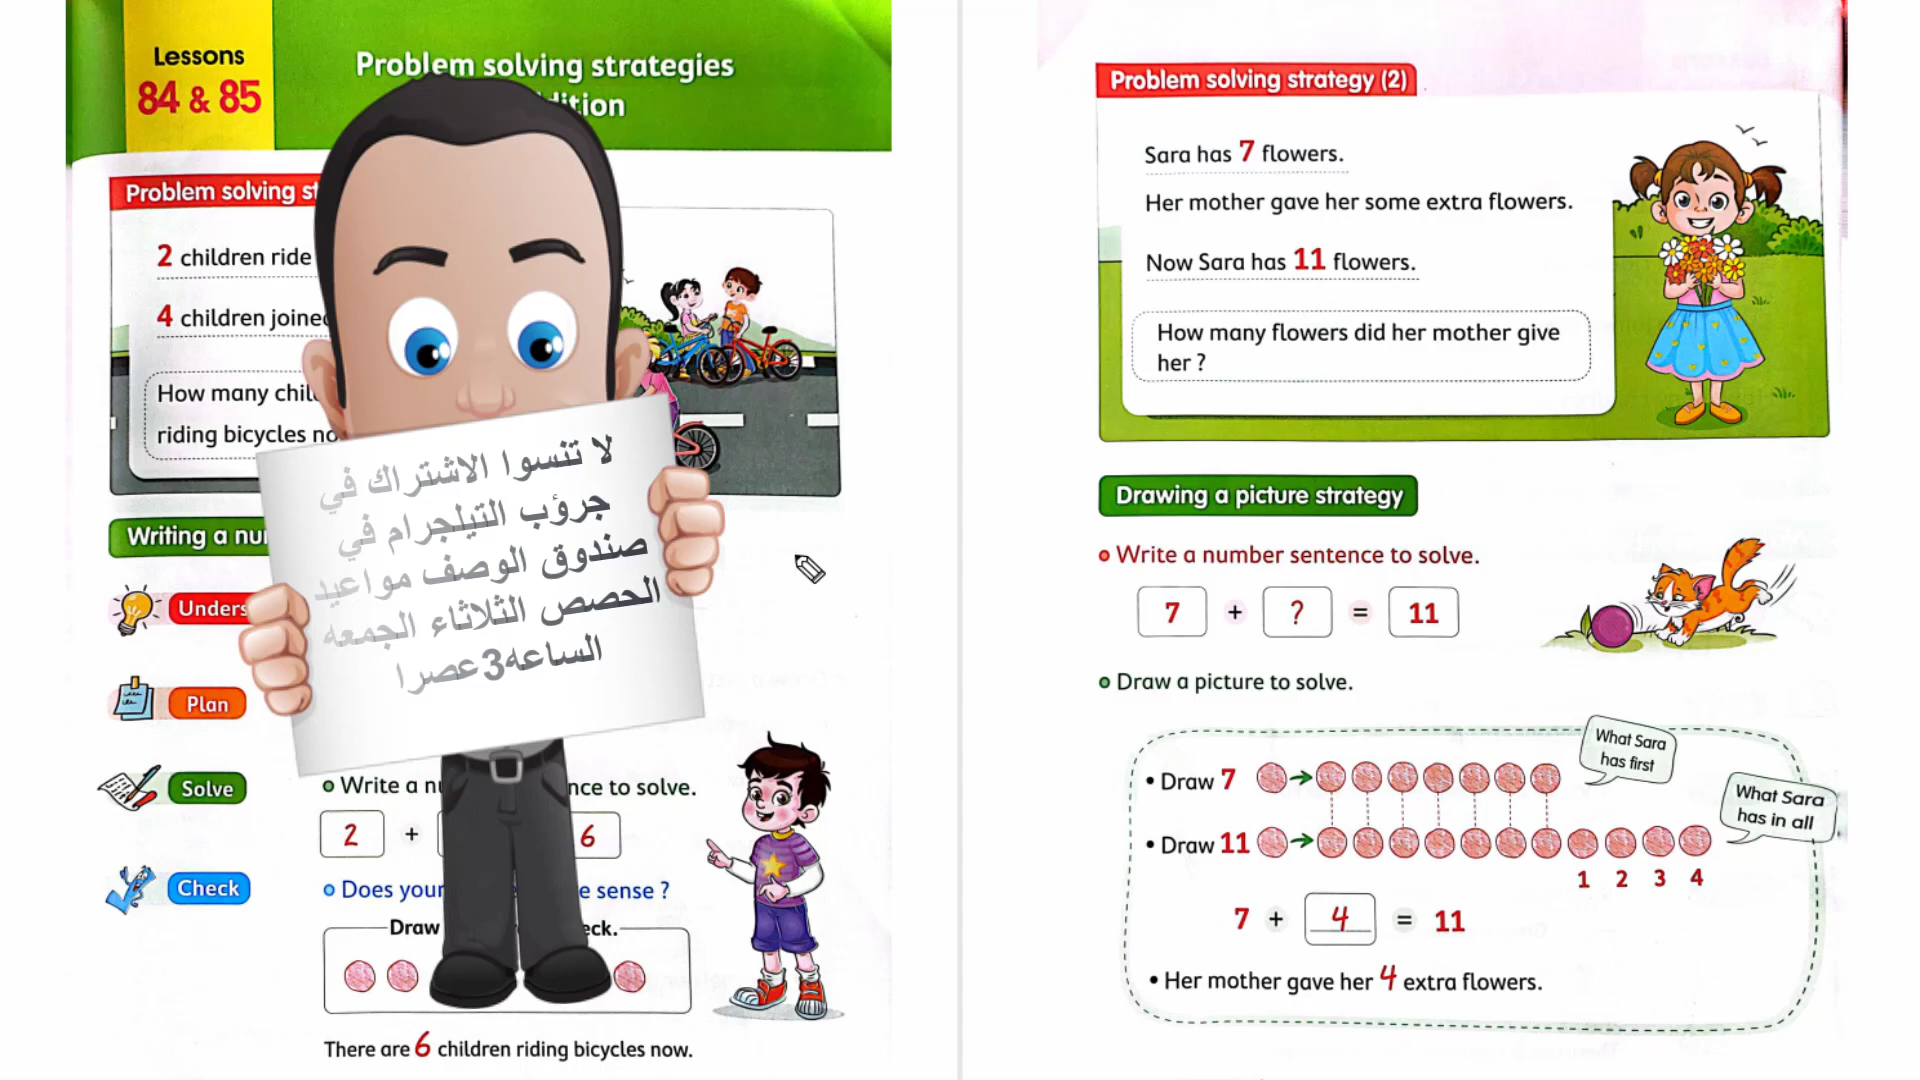 Lessons
84 & 85
Problem solving strategies
dition
Problem solving st
2 children ride
4 children joined
How many chil
riding bicycles no
Writing a nu
Unders
Plan
Solve
Check
Write a nu nce to solve.
2 + 6
Does your e sense ?
Draw eck.
There are 6 children riding bicycles now.
لا تنسوا الاشتراك في
جروؤب التيلجرام في
صندوق الوصف مواعيد
الحصص الثلاثاء الجمعه
الساعه3عصرا
Problem solving strategy (2)
Sara has 7 flowers.
Her mother gave her some extra flowers.
Now Sara has 11 flowers.
How many flowers did her mother give
her ?
Drawing a picture strategy
Write a number sentence to solve.
7 + ? = 11
Draw a picture to solve.
What Sara
has first
Draw 7
What Sara
has in all
Draw 11
1 2 3 4
7 + 4 = 11
Her mother gave her 4 extra flowers.